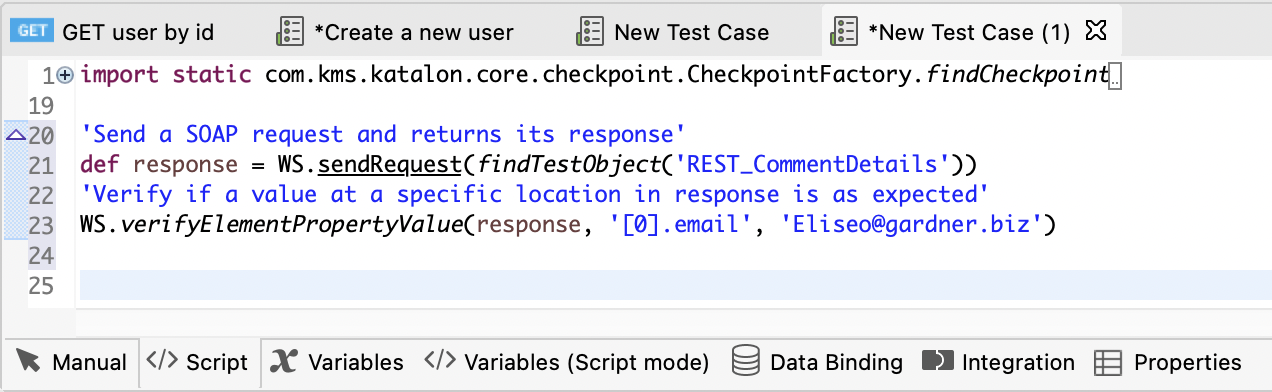 GET GET user by id *Create a new user New Test Case *New Test Case (1)
1 import static com.kms.katalon.core.checkpoint.CheckpointFactory.findCheckpoint..
19
20 'Send a SOAP request and returns its response'
21 def response = WS.sendRequest(findTestObject('REST_CommentDetails'))
22 'Verify if a value at a specific location in response is as expected'
23 WS.verifyElementPropertyValue(response, '[0].email', 'Eliseo@gardner.biz')
24
25
Manual </> Script x Variables </> Variables (Script mode) Data Binding Integration Properties